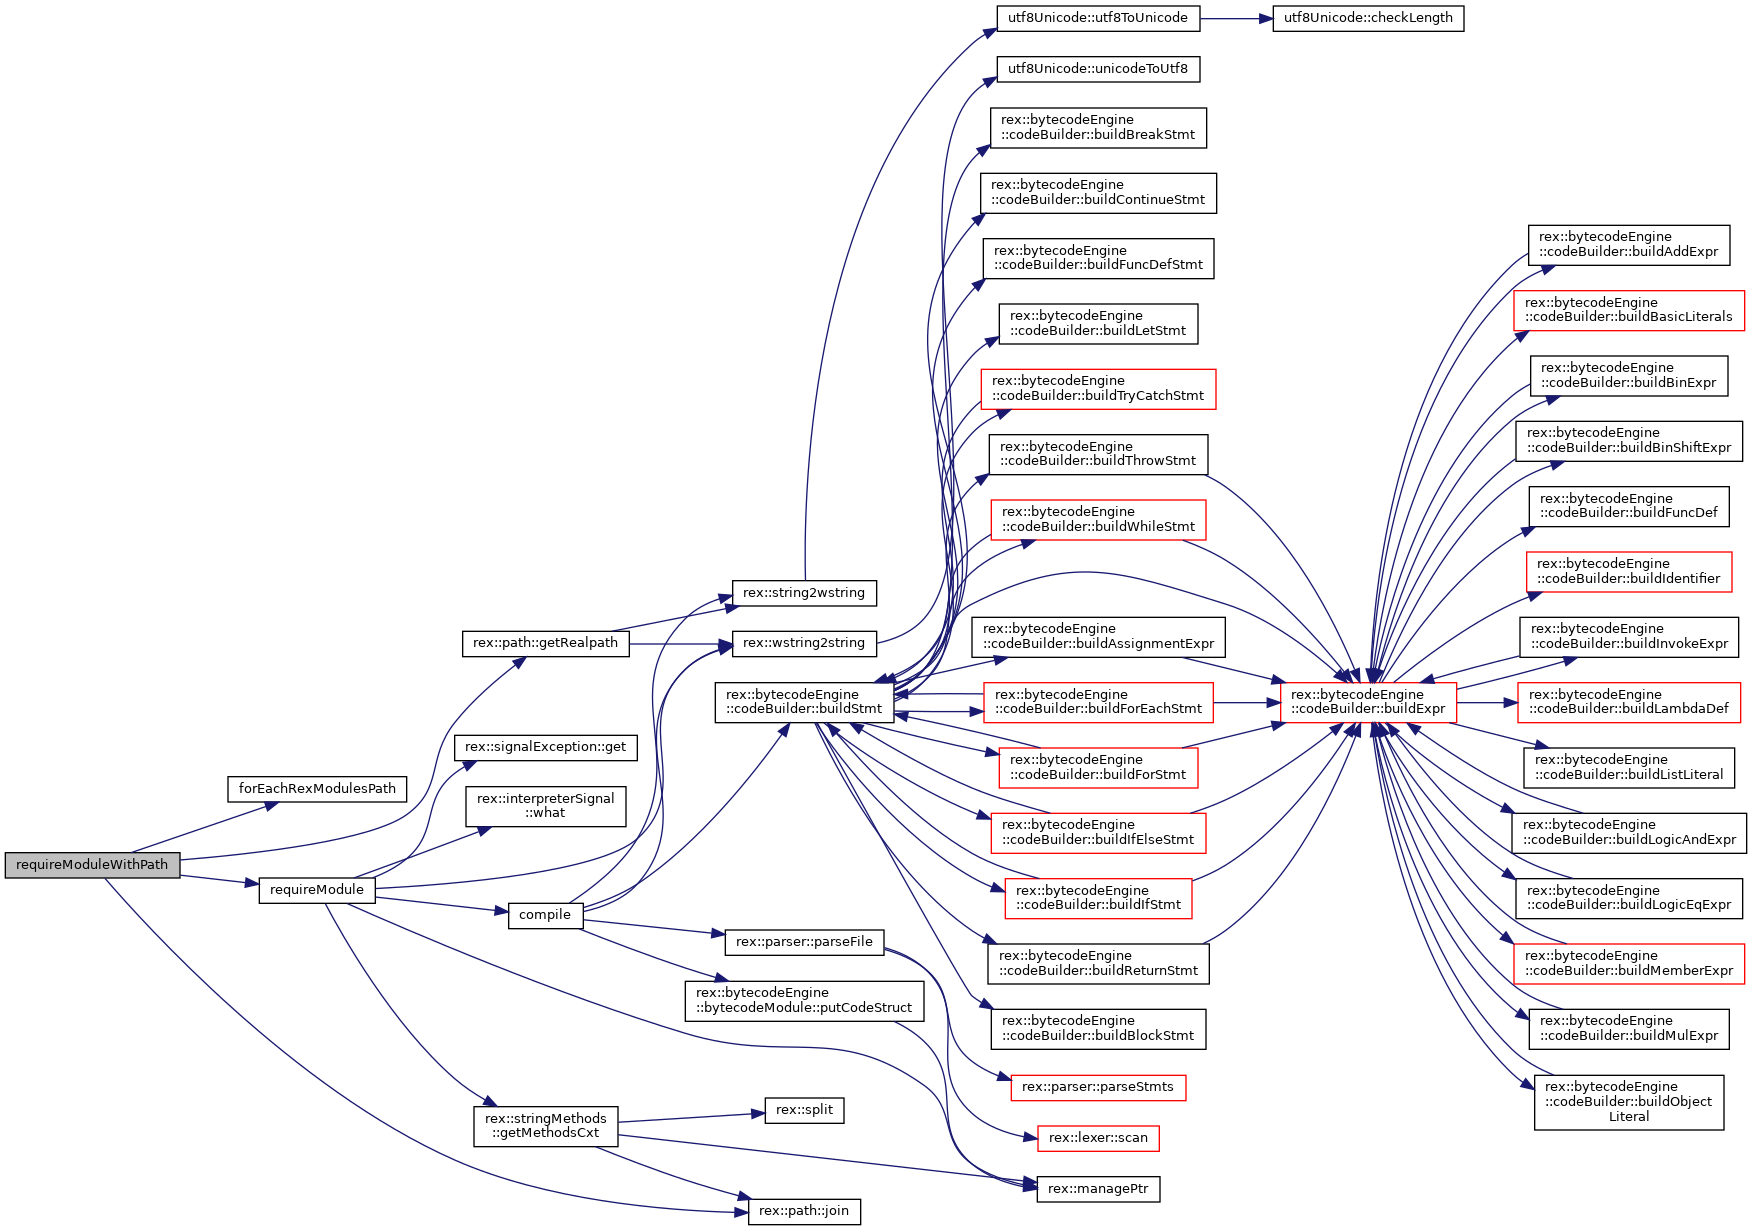 requireModuleWithPath
forEachRexModulesPath
rex::path::getRealpath
requireModule
rex::path::join
rex::signalException::get
rex::interpreterSignal
::what
compile
rex::stringMethods
::getMethodsCxt
rex::string2wstring
rex::wstring2string
rex::bytecodeEngine
::codeBuilder::buildStmt
rex::parser::parseFile
rex::bytecodeEngine
::bytecodeModule::putCodeStruct
rex::split
utf8Unicode::utf8ToUnicode
utf8Unicode::checkLength
utf8Unicode::unicodeToUtf8
rex::bytecodeEngine
::codeBuilder::buildBreakStmt
rex::bytecodeEngine
::codeBuilder::buildContinueStmt
rex::bytecodeEngine
::codeBuilder::buildFuncDefStmt
rex::bytecodeEngine
::codeBuilder::buildLetStmt
rex::bytecodeEngine
::codeBuilder::buildTryCatchStmt
rex::bytecodeEngine
::codeBuilder::buildThrowStmt
rex::bytecodeEngine
::codeBuilder::buildWhileStmt
rex::bytecodeEngine
::codeBuilder::buildAssignmentExpr
rex::bytecodeEngine
::codeBuilder::buildForEachStmt
rex::bytecodeEngine
::codeBuilder::buildForStmt
rex::bytecodeEngine
::codeBuilder::buildIfElseStmt
rex::bytecodeEngine
::codeBuilder::buildIfStmt
rex::bytecodeEngine
::codeBuilder::buildReturnStmt
rex::bytecodeEngine
::codeBuilder::buildBlockStmt
rex::parser::parseStmts
rex::lexer::scan
rex::managePtr
rex::bytecodeEngine
::codeBuilder::buildExpr
rex::bytecodeEngine
::codeBuilder::buildAddExpr
rex::bytecodeEngine
::codeBuilder::buildBasicLiterals
rex::bytecodeEngine
::codeBuilder::buildBinExpr
rex::bytecodeEngine
::codeBuilder::buildBinShiftExpr
rex::bytecodeEngine
::codeBuilder::buildFuncDef
rex::bytecodeEngine
::codeBuilder::buildIdentifier
rex::bytecodeEngine
::codeBuilder::buildInvokeExpr
rex::bytecodeEngine
::codeBuilder::buildLambdaDef
rex::bytecodeEngine
::codeBuilder::buildListLiteral
rex::bytecodeEngine
::codeBuilder::buildLogicAndExpr
rex::bytecodeEngine
::codeBuilder::buildLogicEqExpr
rex::bytecodeEngine
::codeBuilder::buildMemberExpr
rex::bytecodeEngine
::codeBuilder::buildMulExpr
rex::bytecodeEngine
::codeBuilder::buildObject
Literal